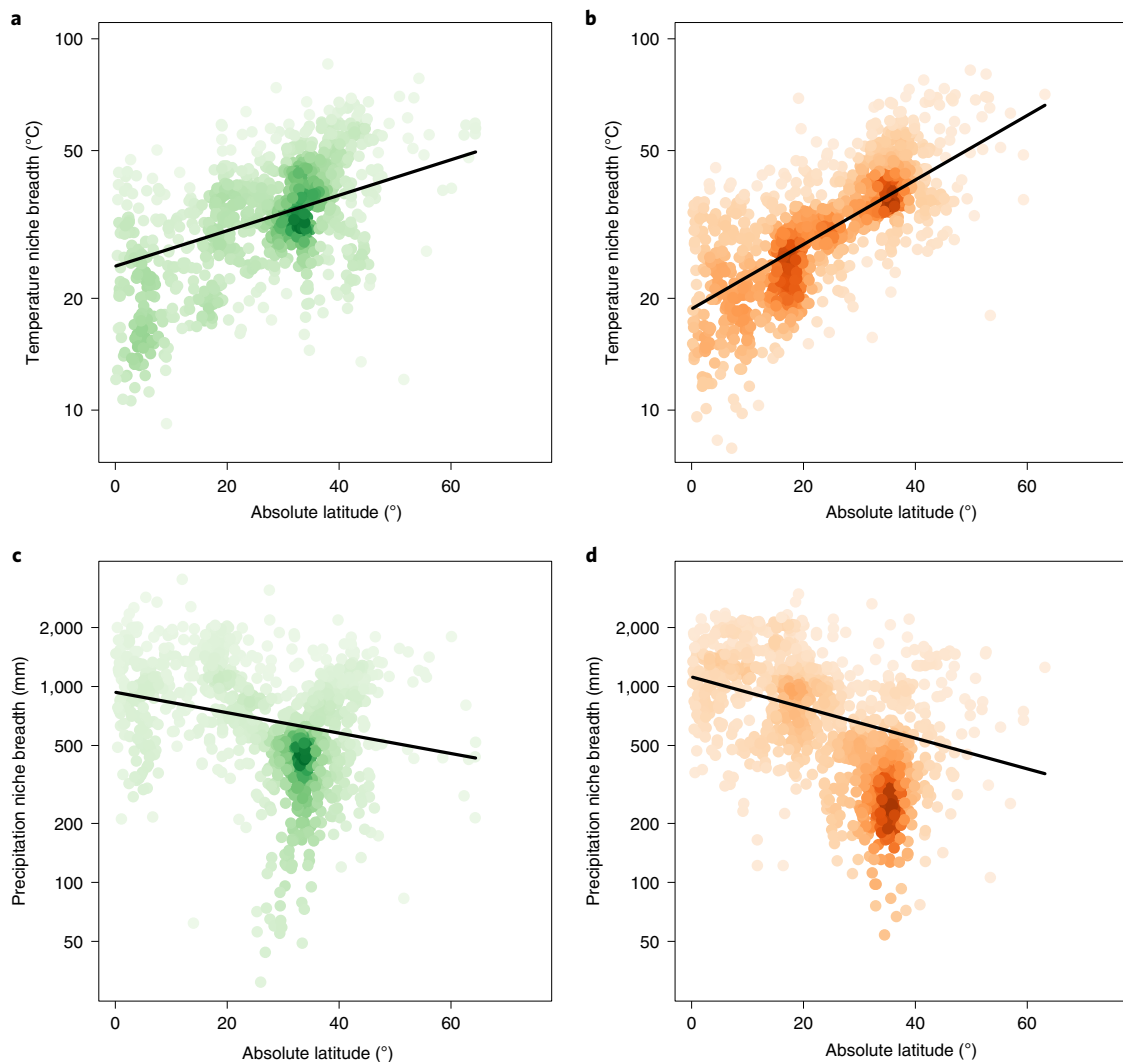 a
b
100
50
20
10
Temperature niche breadth (°C)
0 20 40 60
Absolute latitude (°)
100
50
20
10
Temperature niche breadth (°C)
0 20 40 60
Absolute latitude (°)
c
d
2,000
1,000
500
200
100
50
Precipitation niche breadth (mm)
0 20 40 60
Absolute latitude (°)
2,000
1,000
500
200
100
50
Precipitation niche breadth (mm)
0 20 40 60
Absolute latitude (°)